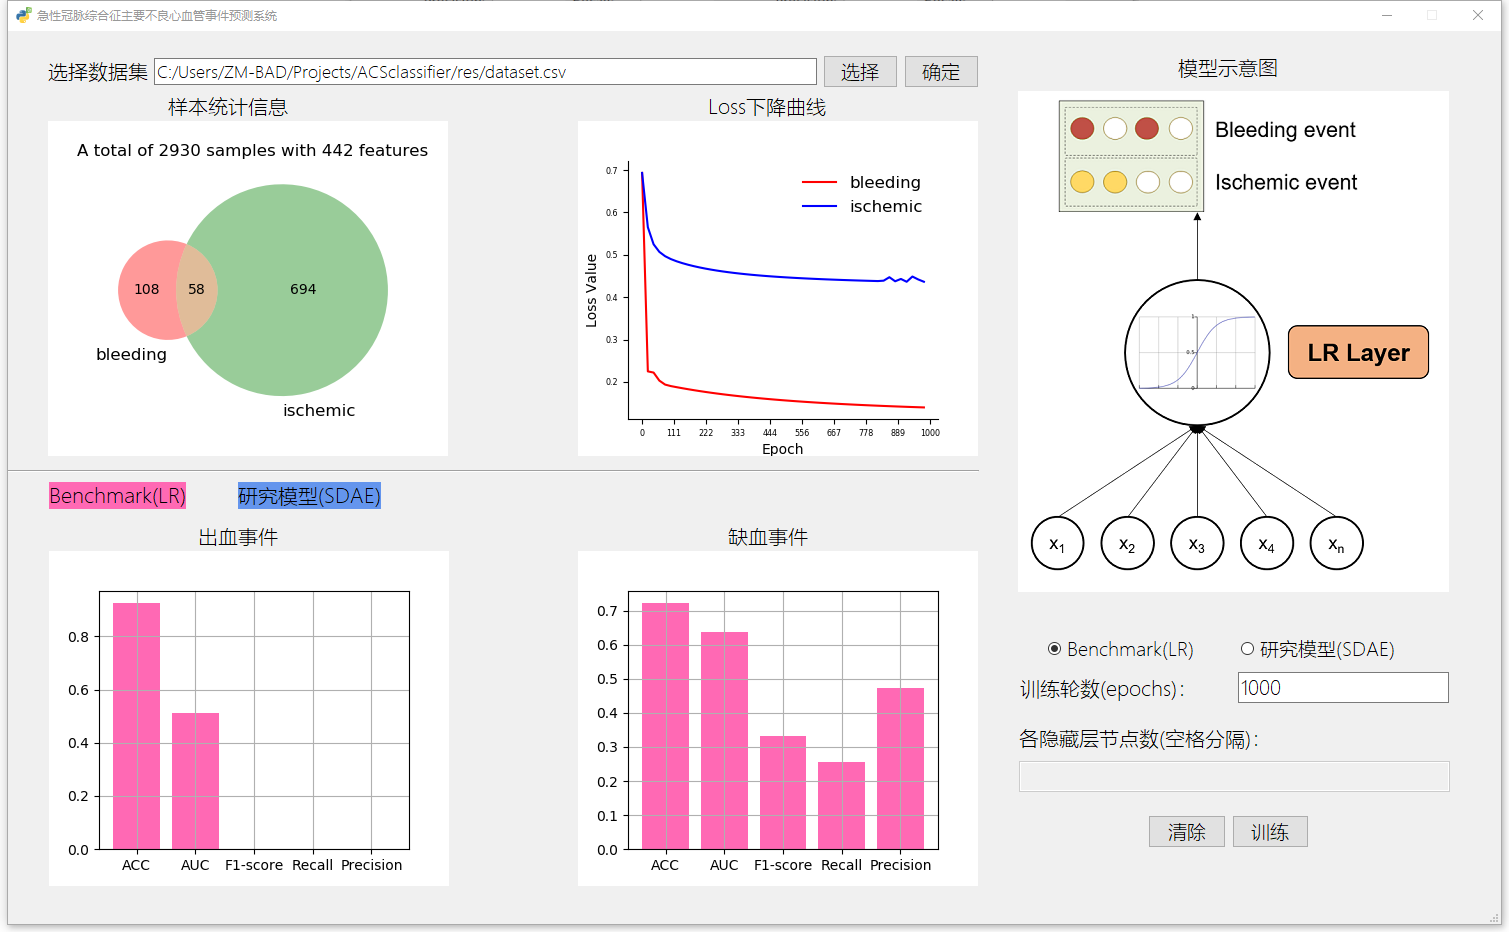 急性冠脉综合征主要不良心血管事件预测系统
选择数据集 C:/Users/ZM-BAD/Projects/ACSclassifier/res/dataset.csv 选择 确定
样本统计信息
A total of 2930 samples with 442 features
108 58 694
bleeding
ischemic
Loss下降曲线
bleeding
ischemic
0.7
0.6
0.5
0.4
0.3
0.2
Loss Value
0 111 222 333 444 556 667 778 889 1000
Epoch
模型示意图
Bleeding event
Ischemic event
1
0.5
0
LR Layer
x1 x2 x3 x4 xn
Benchmark(LR) 研究模型(SDAE)
出血事件
0.8
0.6
0.4
0.2
0.0
ACC AUC F1-score Recall Precision
缺血事件
0.7
0.6
0.5
0.4
0.3
0.2
0.1
0.0
ACC AUC F1-score Recall Precision
Benchmark(LR) 研究模型(SDAE)
训练轮数(epochs)： 1000
各隐藏层节点数(空格分隔)：
清除 训练